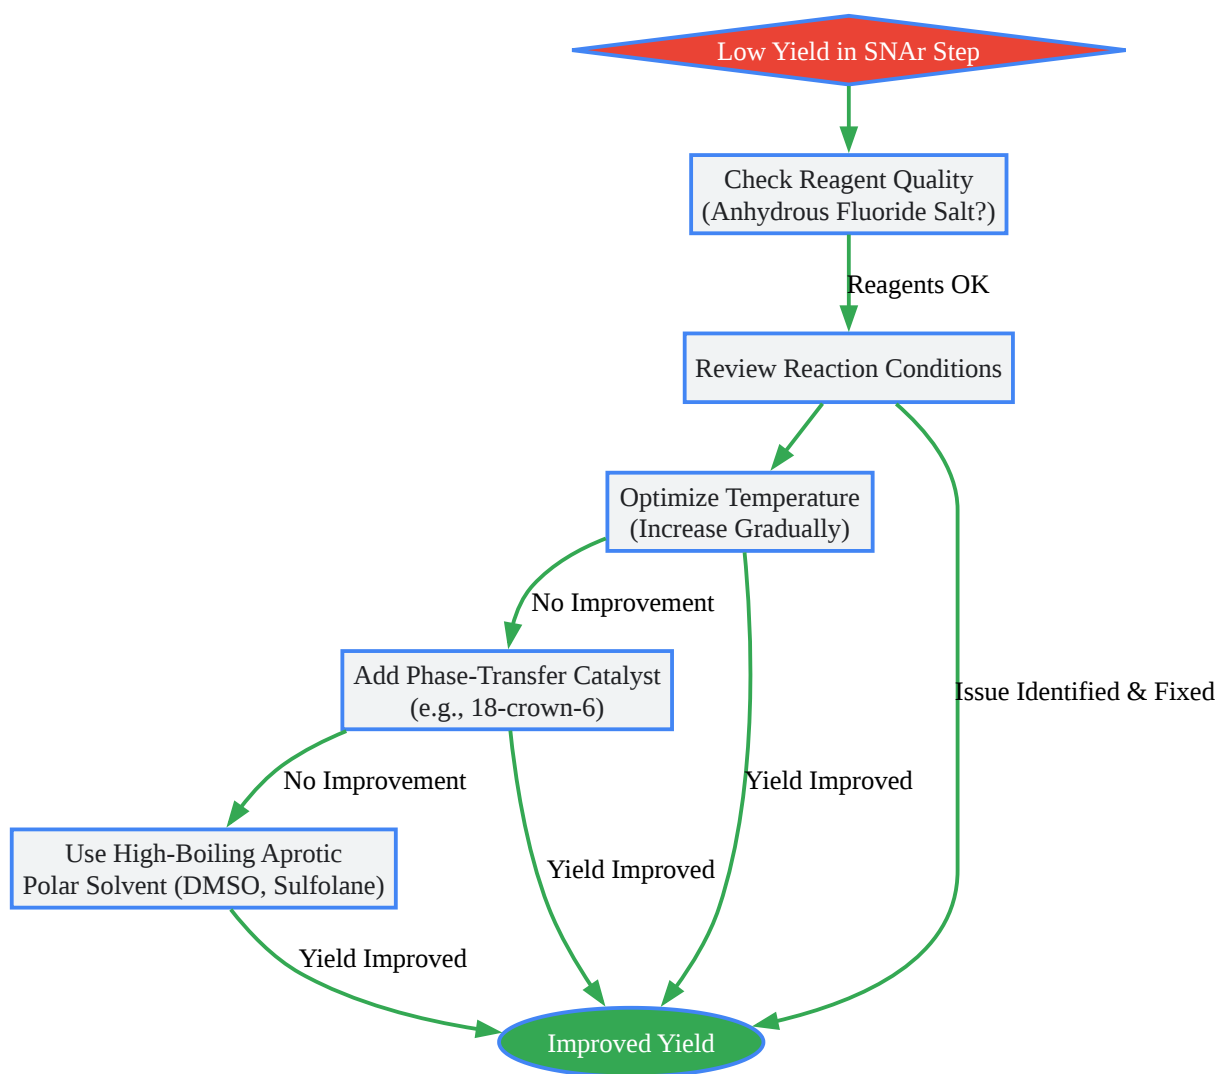 Low Yield in SNAr Step
Check Reagent Quality
(Anhydrous Fluoride Salt?)
Reagents OK
Review Reaction Conditions
Optimize Temperature
(Increase Gradually)
No Improvement
Add Phase-Transfer Catalyst
(e.g., 18-crown-6)
Issue Identified & Fixed
No Improvement
Yield Improved
Use High-Boiling Aprotic
Polar Solvent (DMSO, Sulfolane)
Yield Improved
Yield Improved
Improved Yield